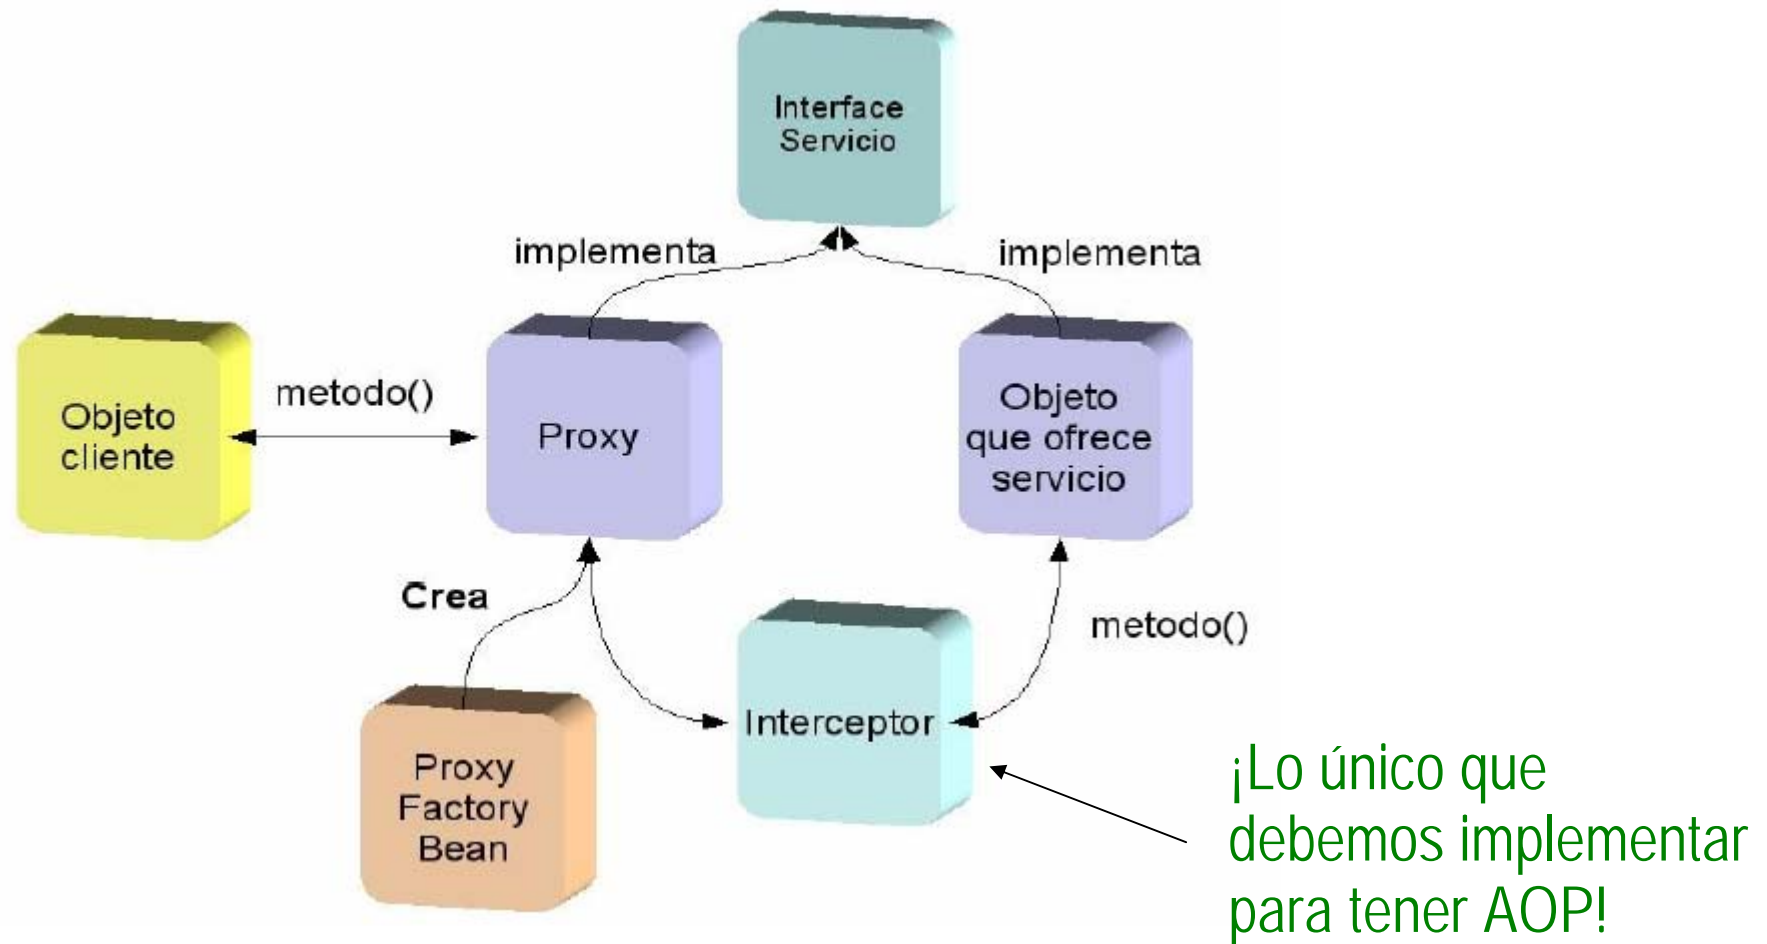 Interface
Servicio
implementa
implementa
Objeto
cliente
metodo()
Proxy
Objeto
que ofrece
servicio
Crea
metodo()
Interceptor
Proxy
Factory
Bean
¡Lo único que
debemos implementar
para tener AOP!